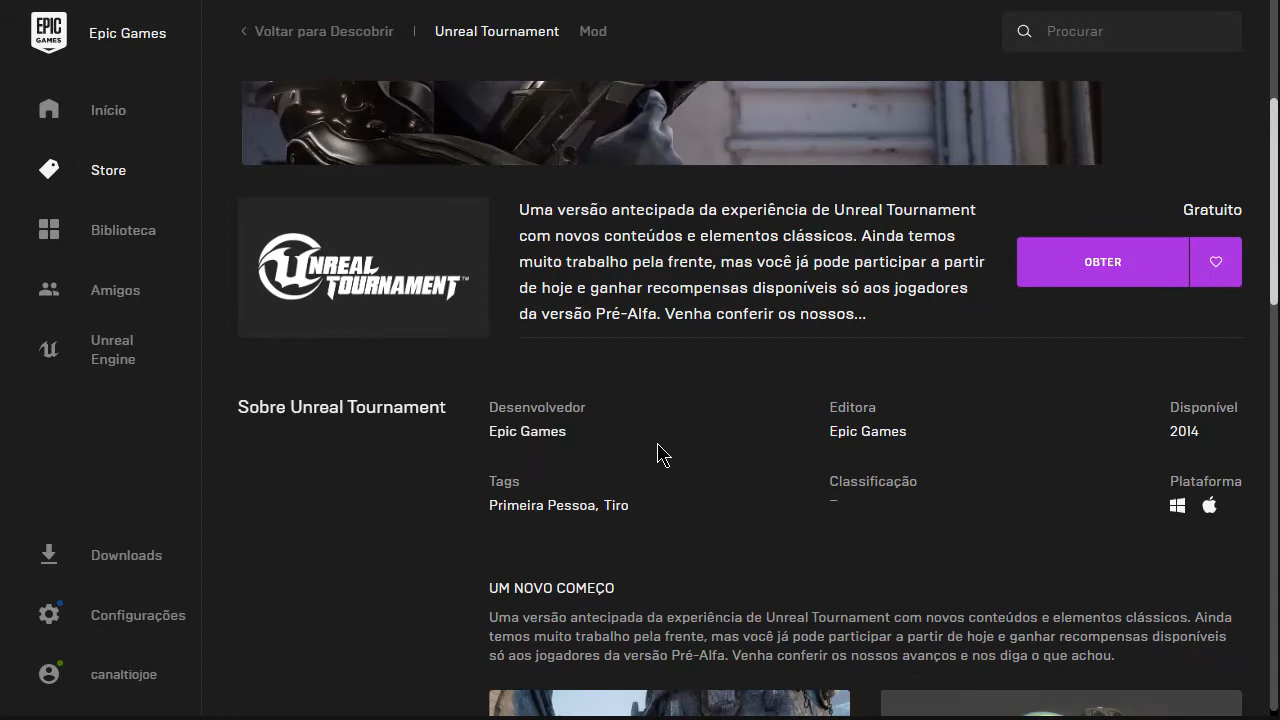 EPIC
GAMES
Epic Games
Voltar para Descobrir
Unreal Tournament
Mod
Procurar
Início
Store
Biblioteca
Amigos
Unreal
Engine
Downloads
Configurações
canaltiojoe
UNREAL
TOURNAMENT™
Uma versão antecipada da experiência de Unreal Tournament
com novos conteúdos e elementos clássicos. Ainda temos
muito trabalho pela frente, mas você já pode participar a partir
de hoje e ganhar recompensas disponíveis só aos jogadores
da versão Pré-Alfa. Venha conferir os nossos...
Gratuito
OBTER
Sobre Unreal Tournament
Desenvolvedor
Epic Games
Editora
Epic Games
Disponível
2014
Tags
Primeira Pessoa, Tiro
Classificação
–
Plataforma
UM NOVO COMEÇO
Uma versão antecipada da experiência de Unreal Tournament com novos conteúdos e elementos clássicos. Ainda
temos muito trabalho pela frente, mas você já pode participar a partir de hoje e ganhar recompensas disponíveis
só aos jogadores da versão Pré-Alfa. Venha conferir os nossos avanços e nos diga o que achou.